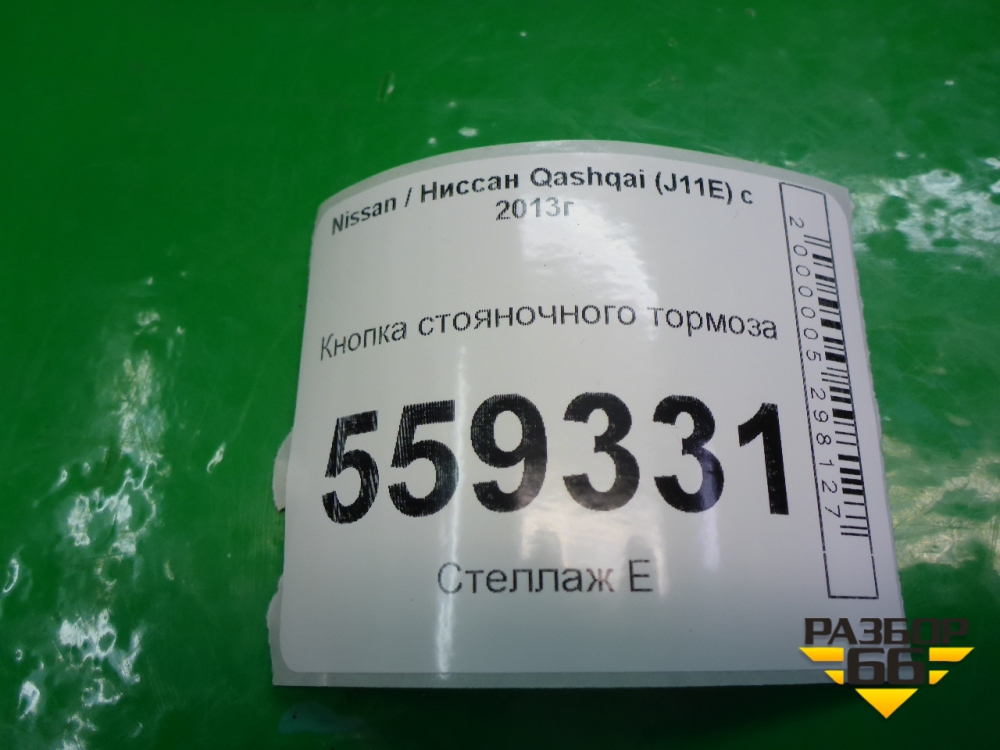 Nissan / Ниссан Qashqai (J11E) с
2013г
Кнопка стояночного тормоза
559331
Стеллаж Е
2000005298127
РАЗБОР
66